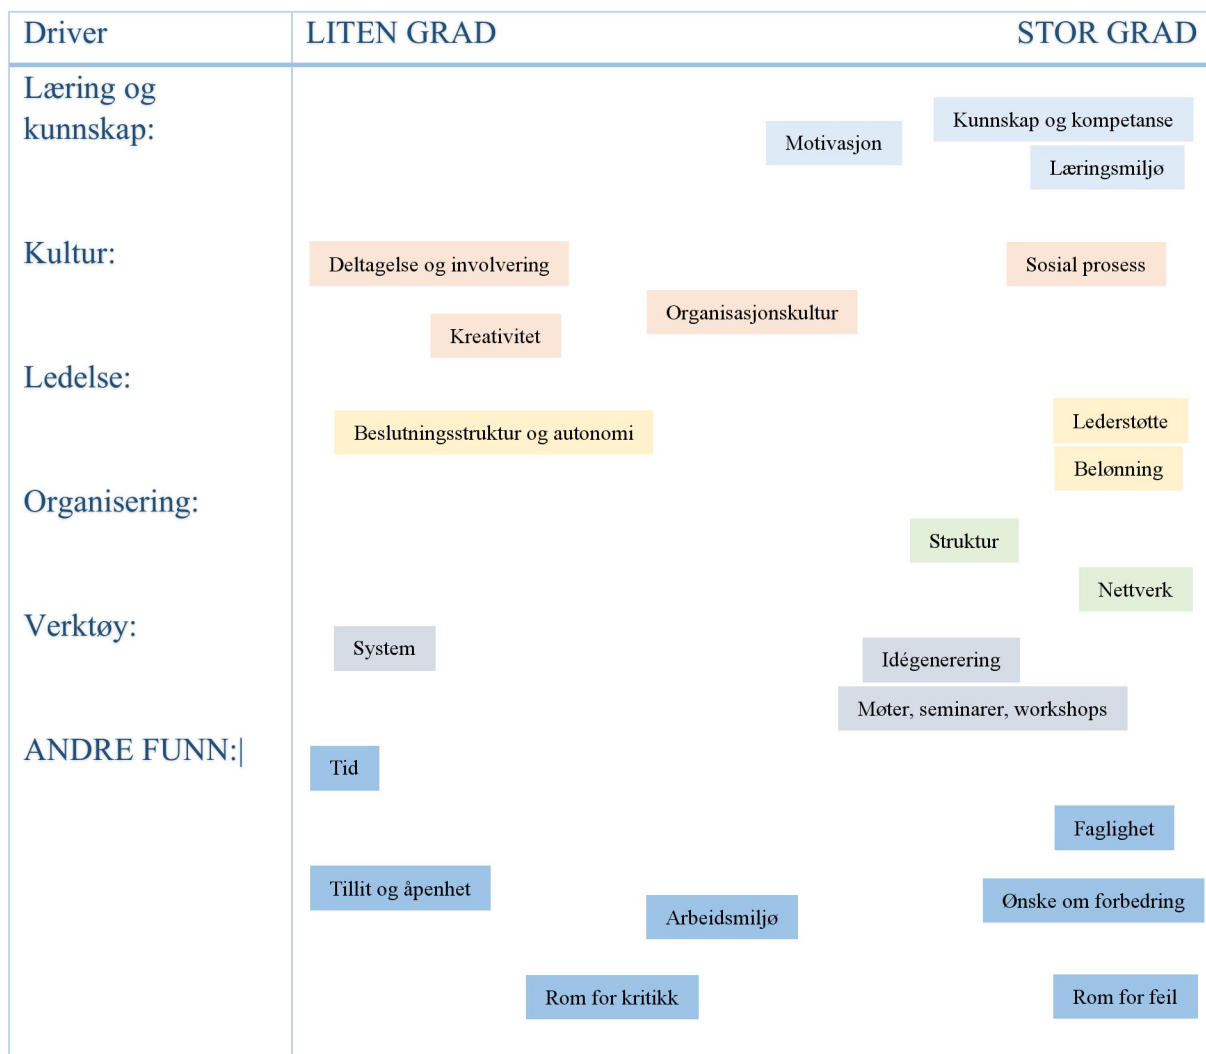 Driver
LITEN GRAD
STOR GRAD
Læring og
kunnskap:
Kunnskap og kompetanse
Motivasjon
Læringsmiljø
Kultur:
Deltagelse og involvering
Sosial prosess
Organisasjonskultur
Kreativitet
Ledelse:
Lederstøtte
Beslutningsstruktur og autonomi
Belønning
Organisering:
Struktur
Nettverk
Verktøy:
System
Idégenerering
Møter, seminarer, workshops
ANDRE FUNN:
Tid
Faglighet
Tillit og åpenhet
Ønske om forbedring
Arbeidsmiljø
Rom for kritikk
Rom for feil